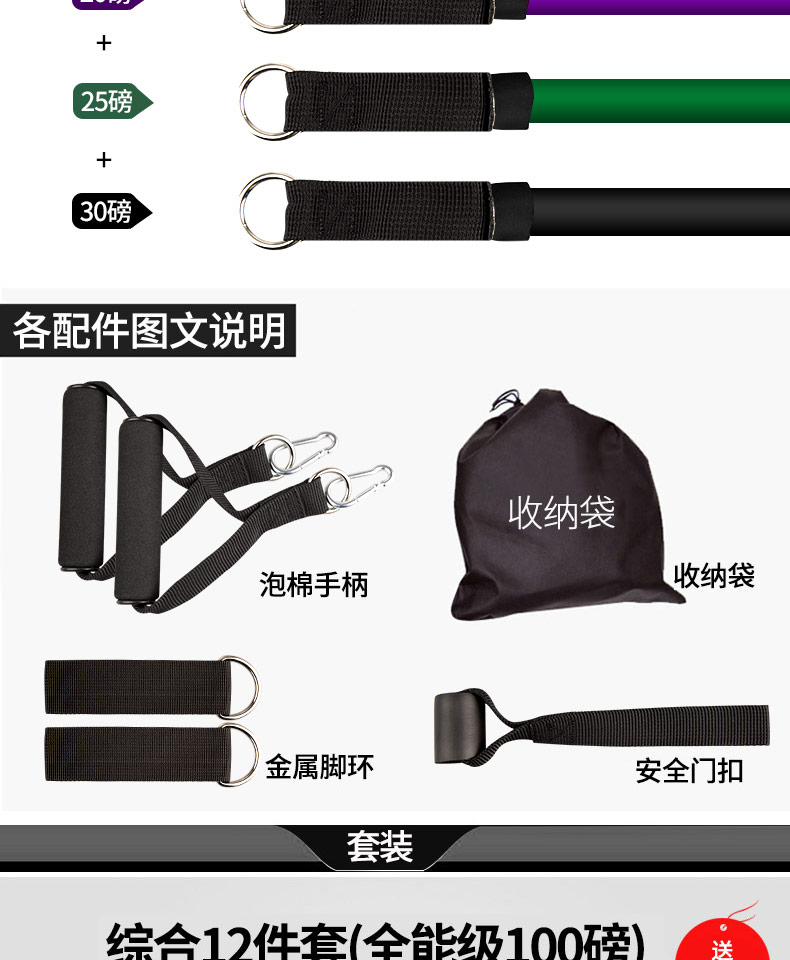 +
25磅
+
30磅
各配件图文说明
收纳袋
泡棉手柄
收纳袋
金属脚环
安全门扣
套装
综合12件套(全能级100磅)
送